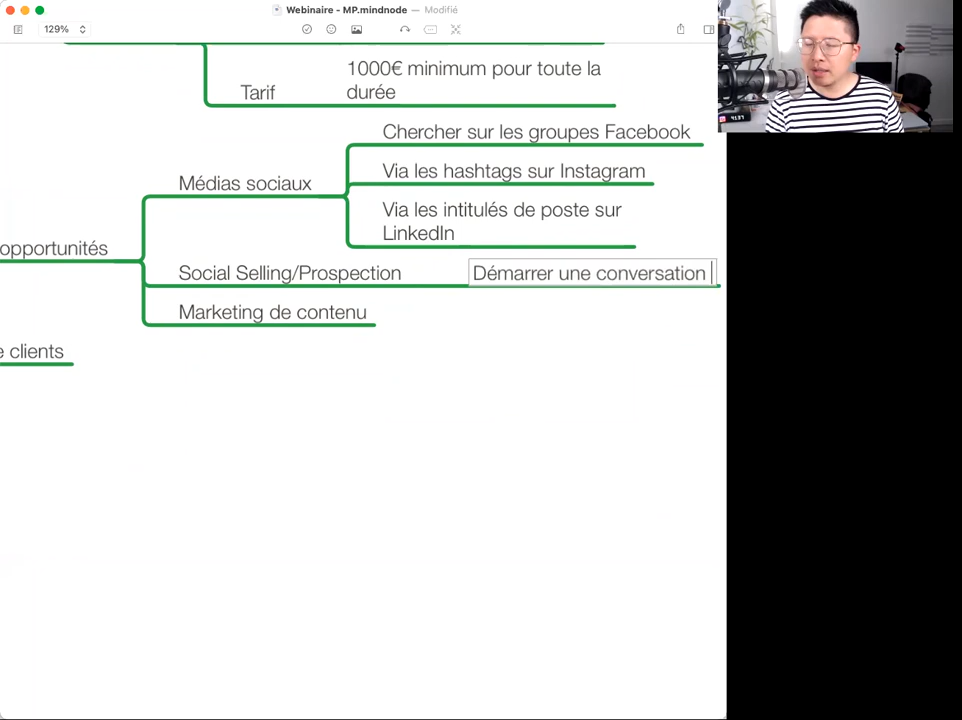 Webinaire - MP.mindnode — Modifié
129%
1000€ minimum pour toute la
durée
Tarif
Chercher sur les groupes Facebook
Via les hashtags sur Instagram
Médias sociaux
Via les intitulés de poste sur
LinkedIn
opportunités
Social Selling/Prospection
Démarrer une conversation
Marketing de contenu
e clients
4137